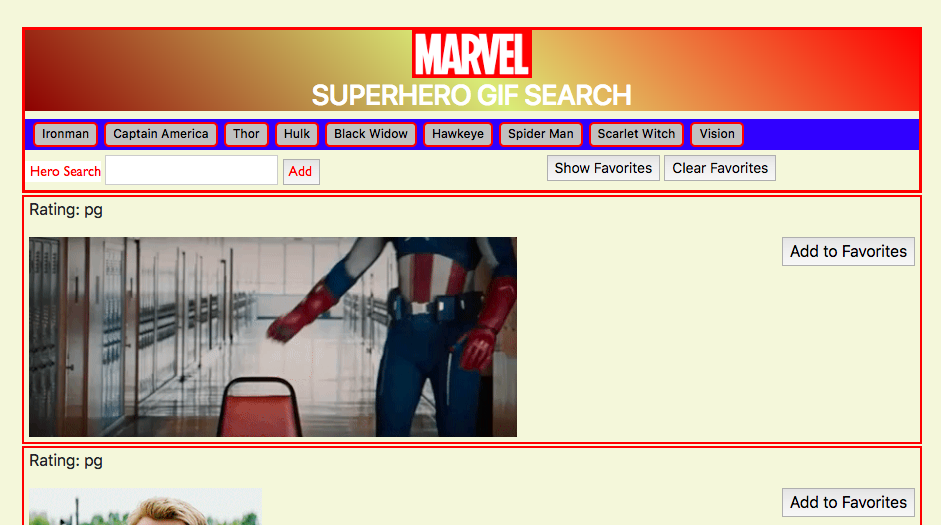 MARVEL
SUPERHERO GIF SEARCH
Ironman Captain America Thor Hulk Black Widow Hawkeye Spider Man Scarlet Witch Vision
Hero Search Add Show Favorites Clear Favorites
Rating: pg
Add to Favorites
Rating: pg
Add to Favorites